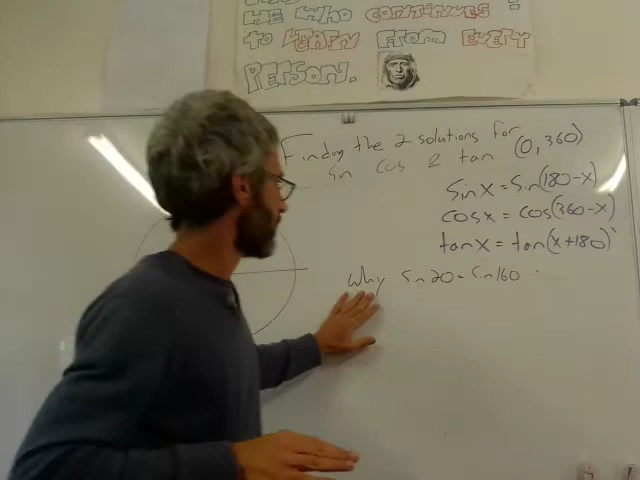 HE WHO CONTINUES
to LEARN FROM EVERY
PERSON.
Finding the 2 solutions for
sin cos & tan (0, 360)
sin x = sin(180-x)
cos x = cos(360-x)
tan x = tan(x+180)
Why sin 20 = sin 160